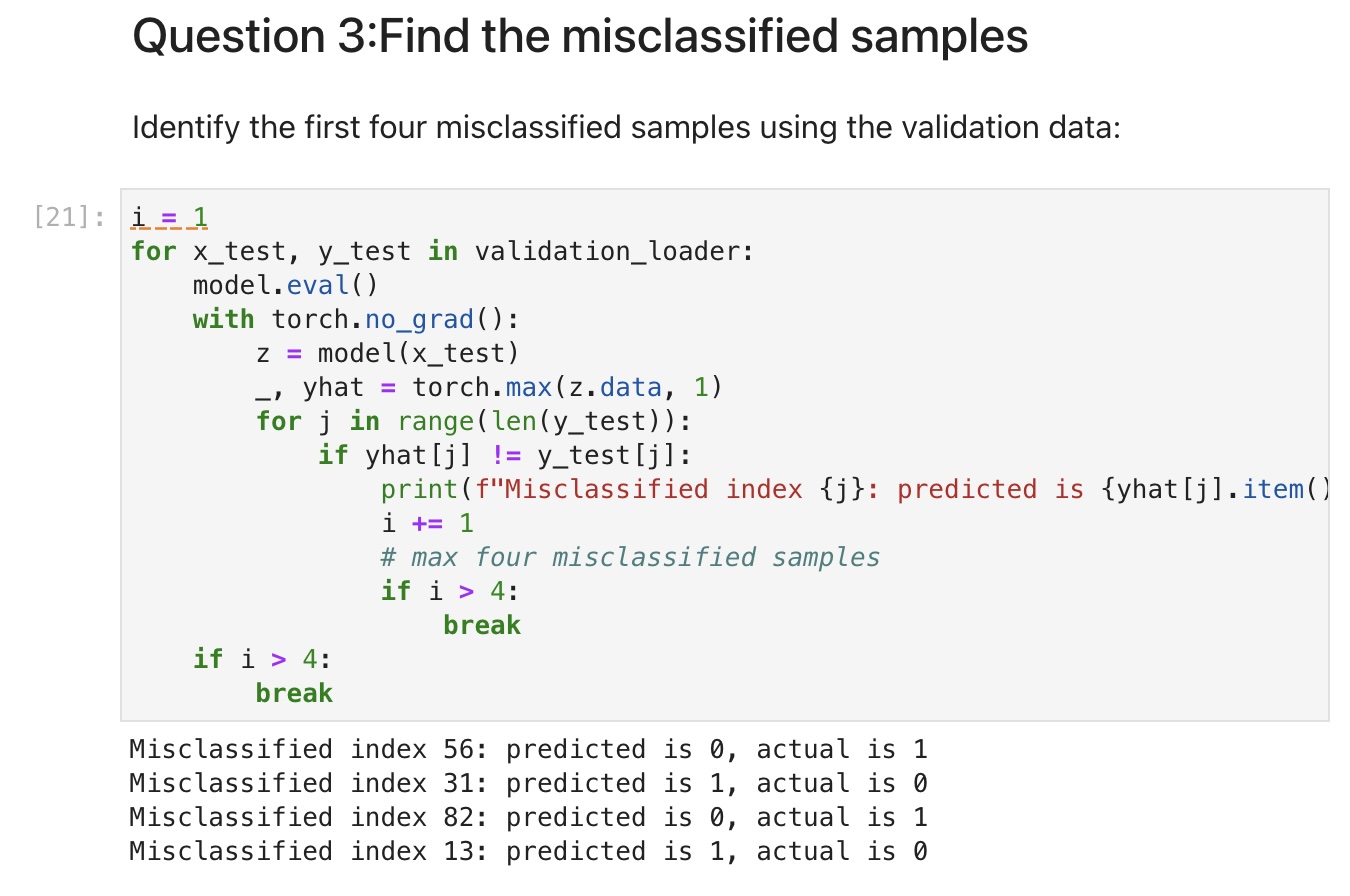 Question 3:Find the misclassified samples
Identify the first four misclassified samples using the validation data:
[21]:
i = 1
for x_test, y_test in validation_loader:
    model.eval()
    with torch.no_grad():
        z = model(x_test)
        _, yhat = torch.max(z.data, 1)
        for j in range(len(y_test)):
            if yhat[j] != y_test[j]:
                print(f"Misclassified index {j}: predicted is {yhat[j].item()
                i += 1
                # max four misclassified samples
                if i > 4:
                    break
    if i > 4:
        break
Misclassified index 56: predicted is 0, actual is 1
Misclassified index 31: predicted is 1, actual is 0
Misclassified index 82: predicted is 0, actual is 1
Misclassified index 13: predicted is 1, actual is 0